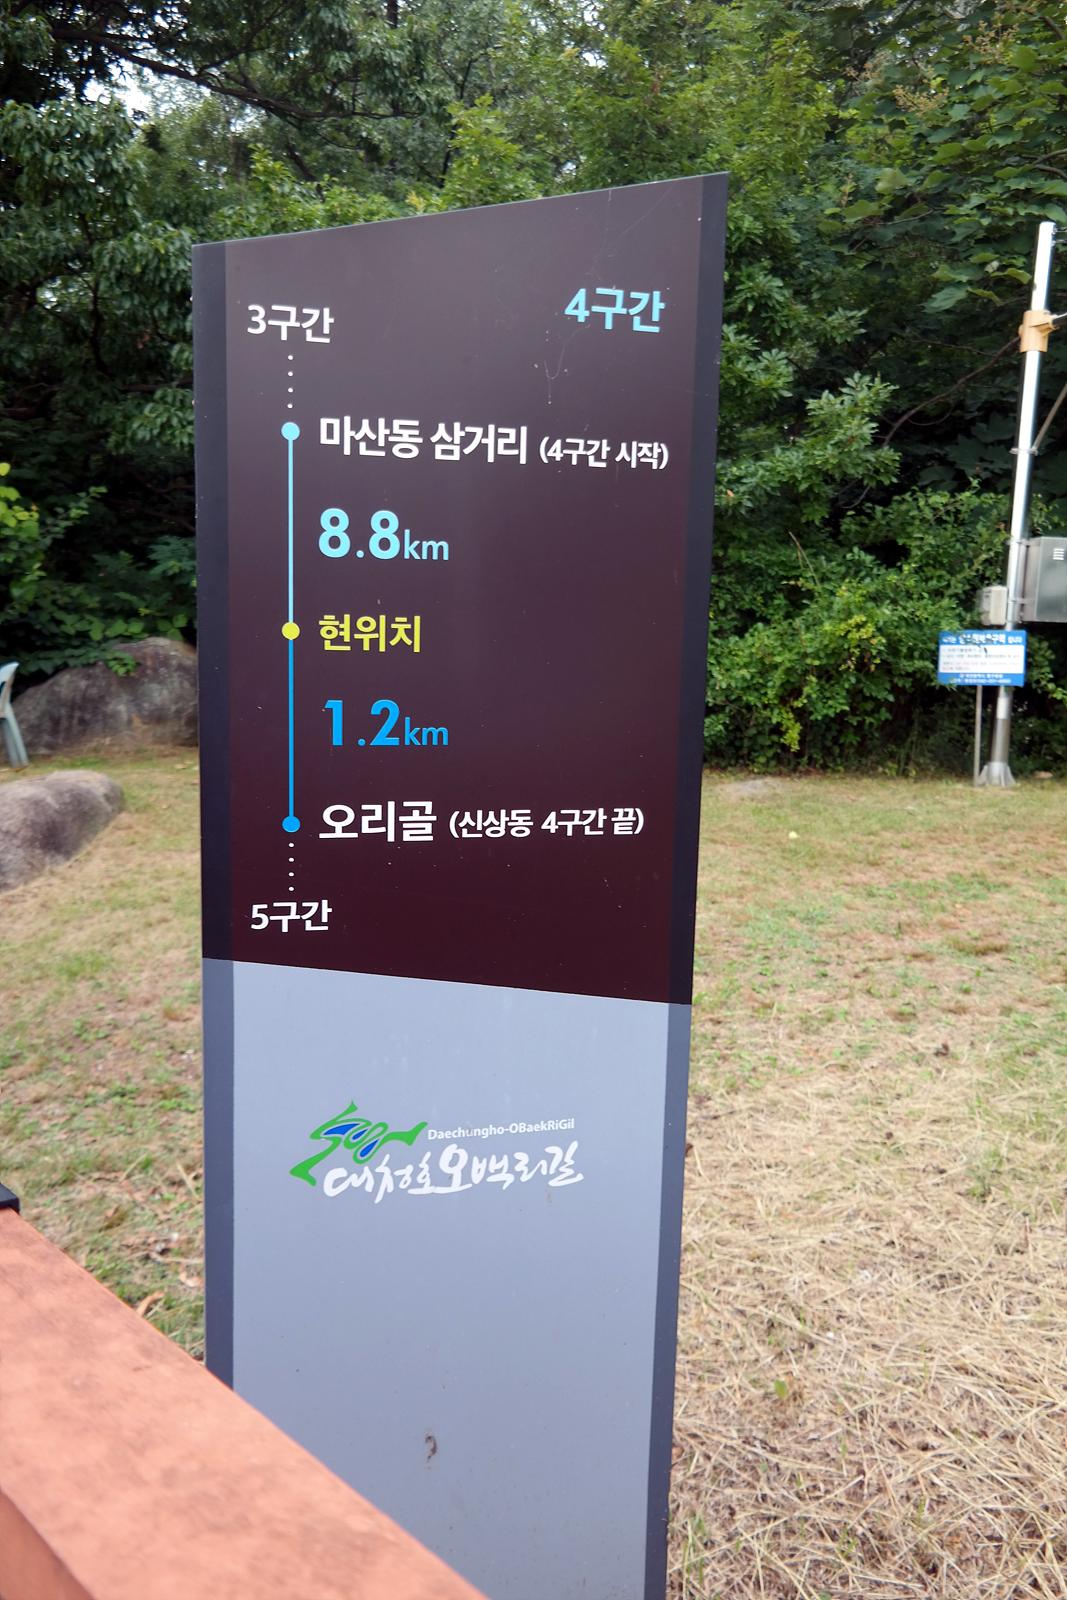 3구간
4구간
마산동 삼거리 (4구간 시작)
8.8km
현위치
1.2km
오리골 (신상동 4구간 끝)
5구간
Daechungho-OBaekRiGil
대청호오백리길